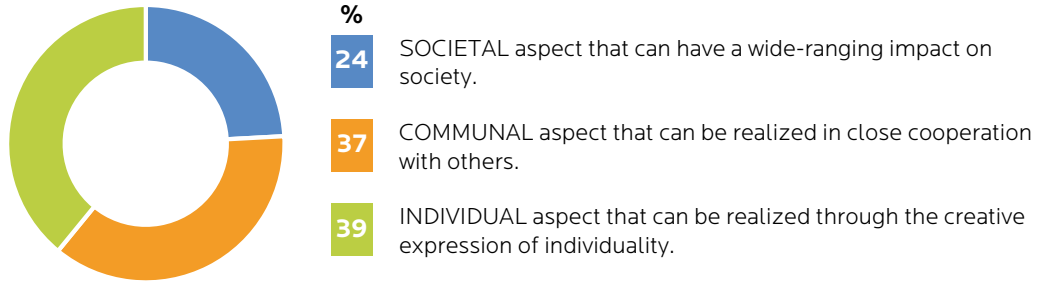 %
24 SOCIETAL aspect that can have a wide-ranging impact on
society.
37 COMMUNAL aspect that can be realized in close cooperation
with others.
39 INDIVIDUAL aspect that can be realized through the creative
expression of individuality.